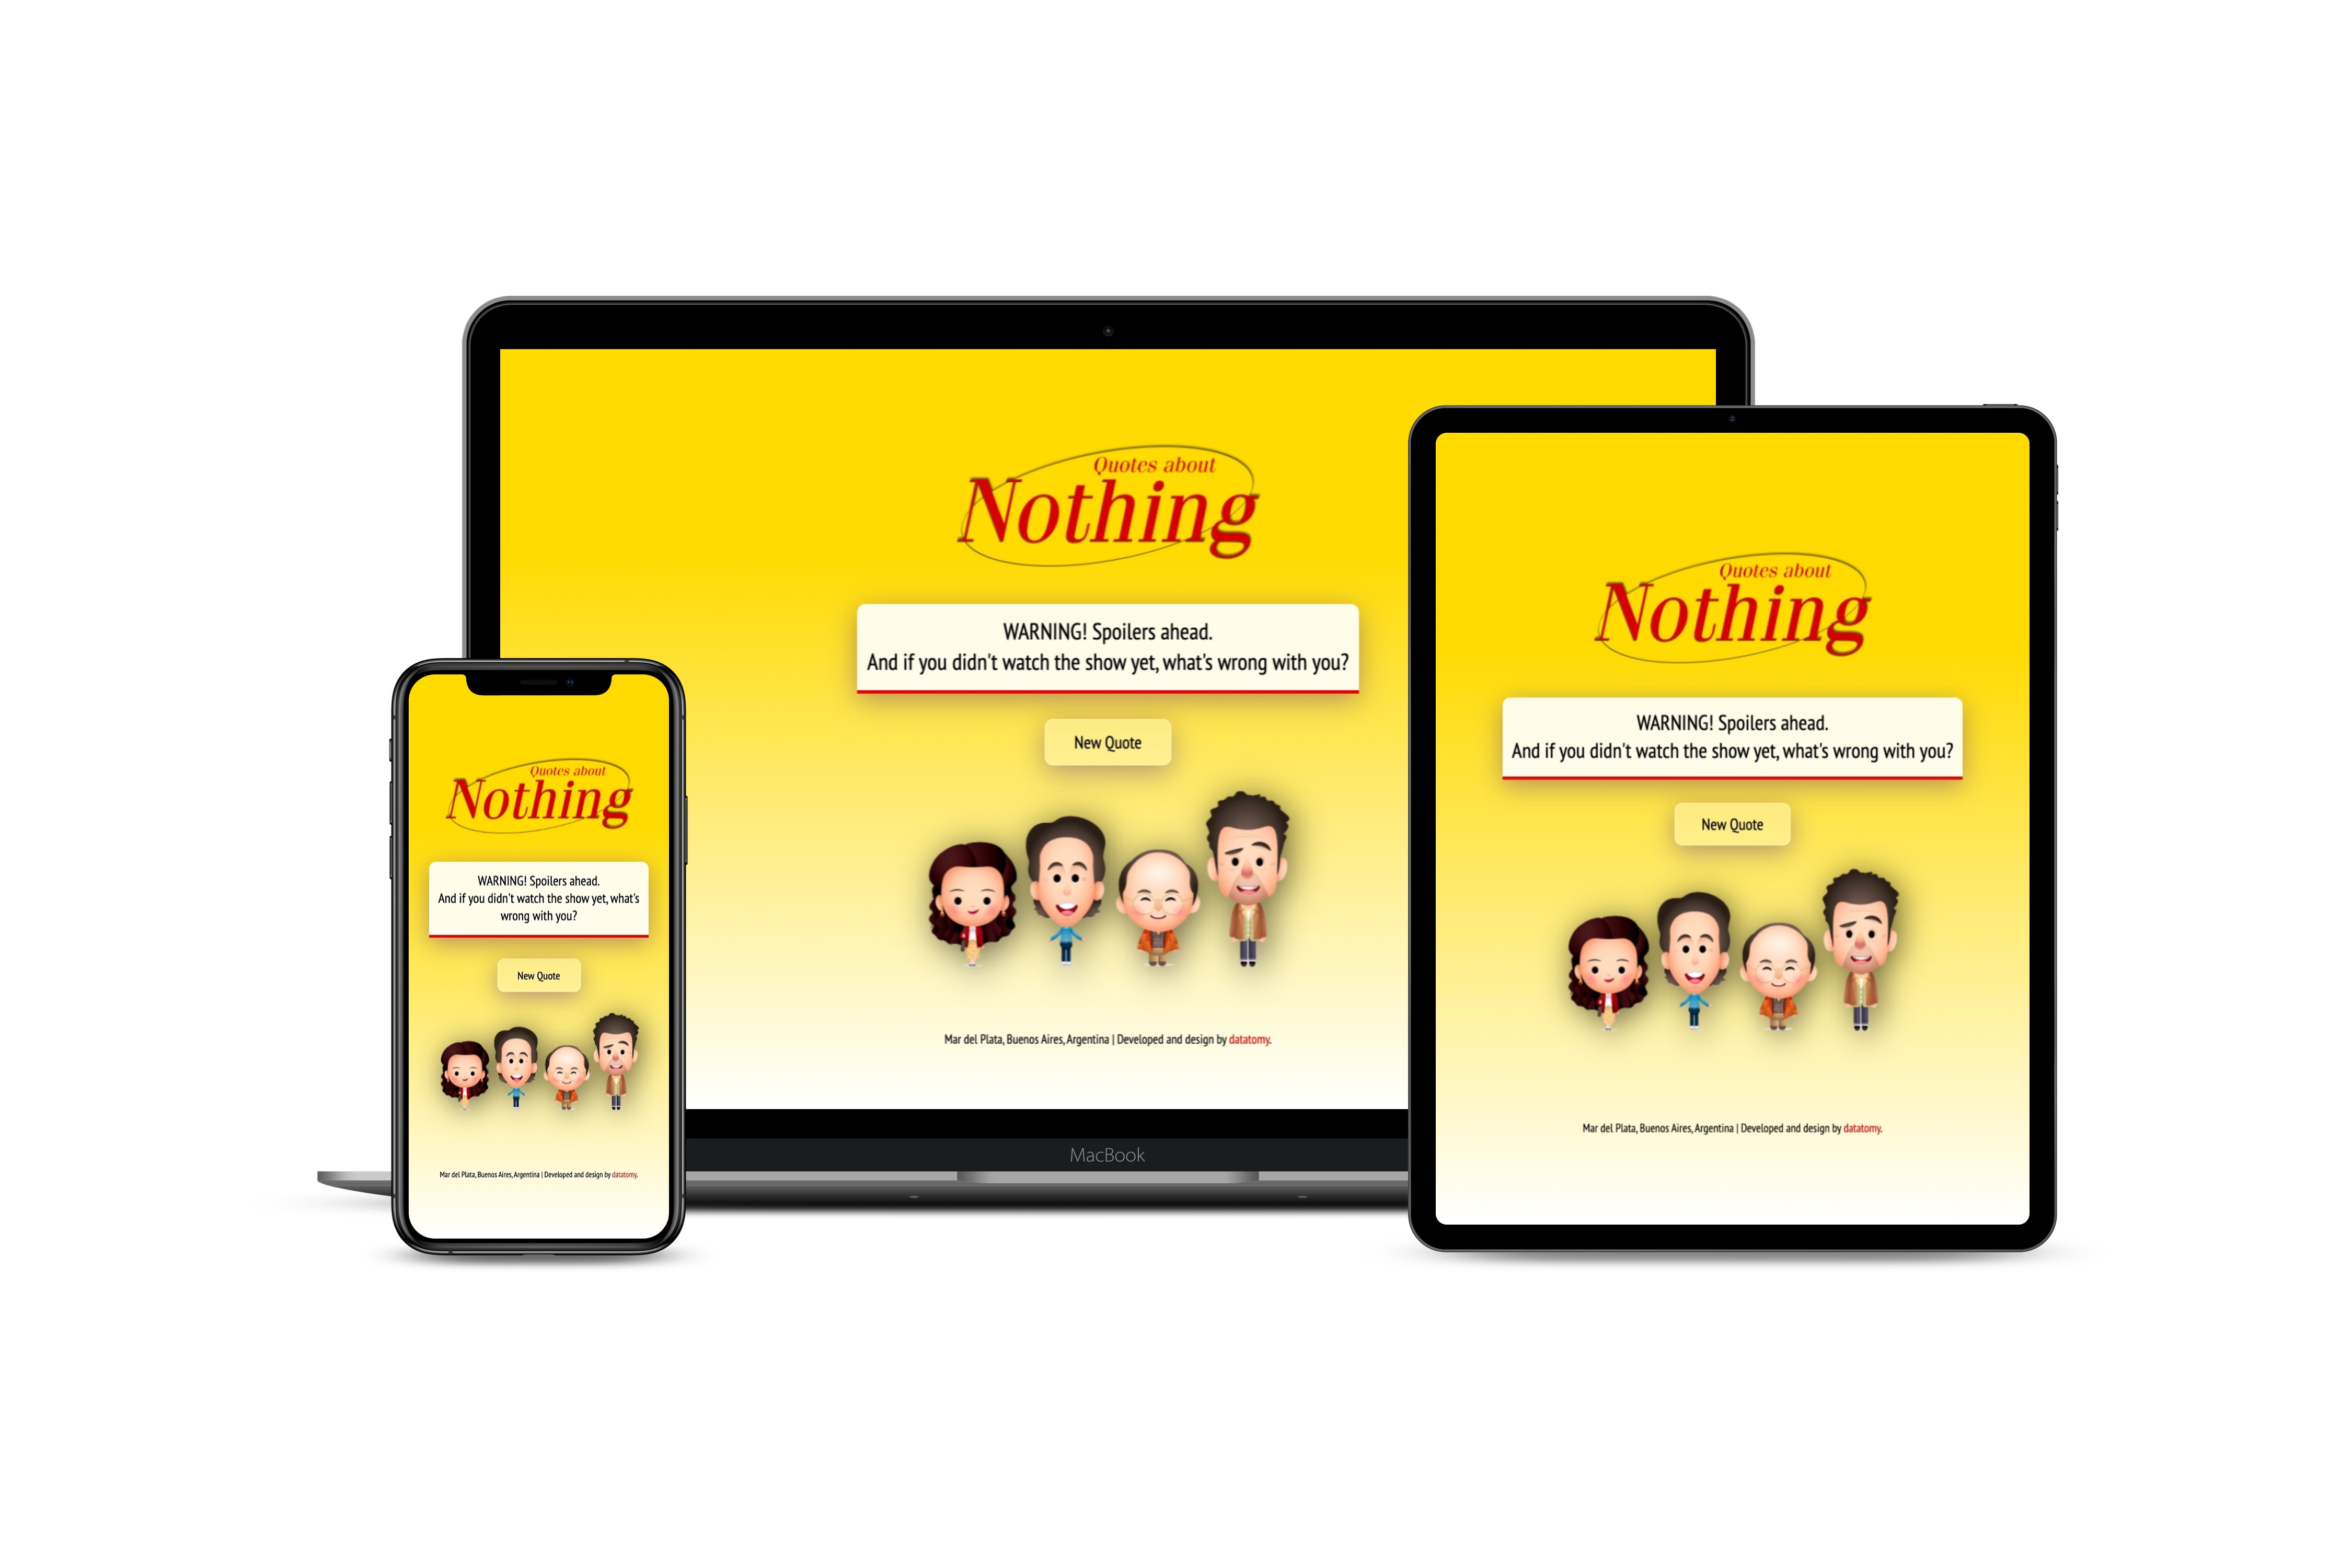 Quotes about
Nothing
WARNING! Spoilers ahead.
And if you didn't watch the show yet, what's wrong with you?
New Quote
Mar del Plata, Buenos Aires, Argentina | Developed and design by datatomy.
MacBook
Quotes about
Nothing
WARNING! Spoilers ahead.
And if you didn't watch the show yet, what's
wrong with you?
New Quote
Mar del Plata, Buenos Aires, Argentina | Developed and design by datatomy.
Quotes about
Nothing
WARNING! Spoilers ahead.
And if you didn't watch the show yet, what's wrong with you?
New Quote
Mar del Plata, Buenos Aires, Argentina | Developed and design by datatomy.